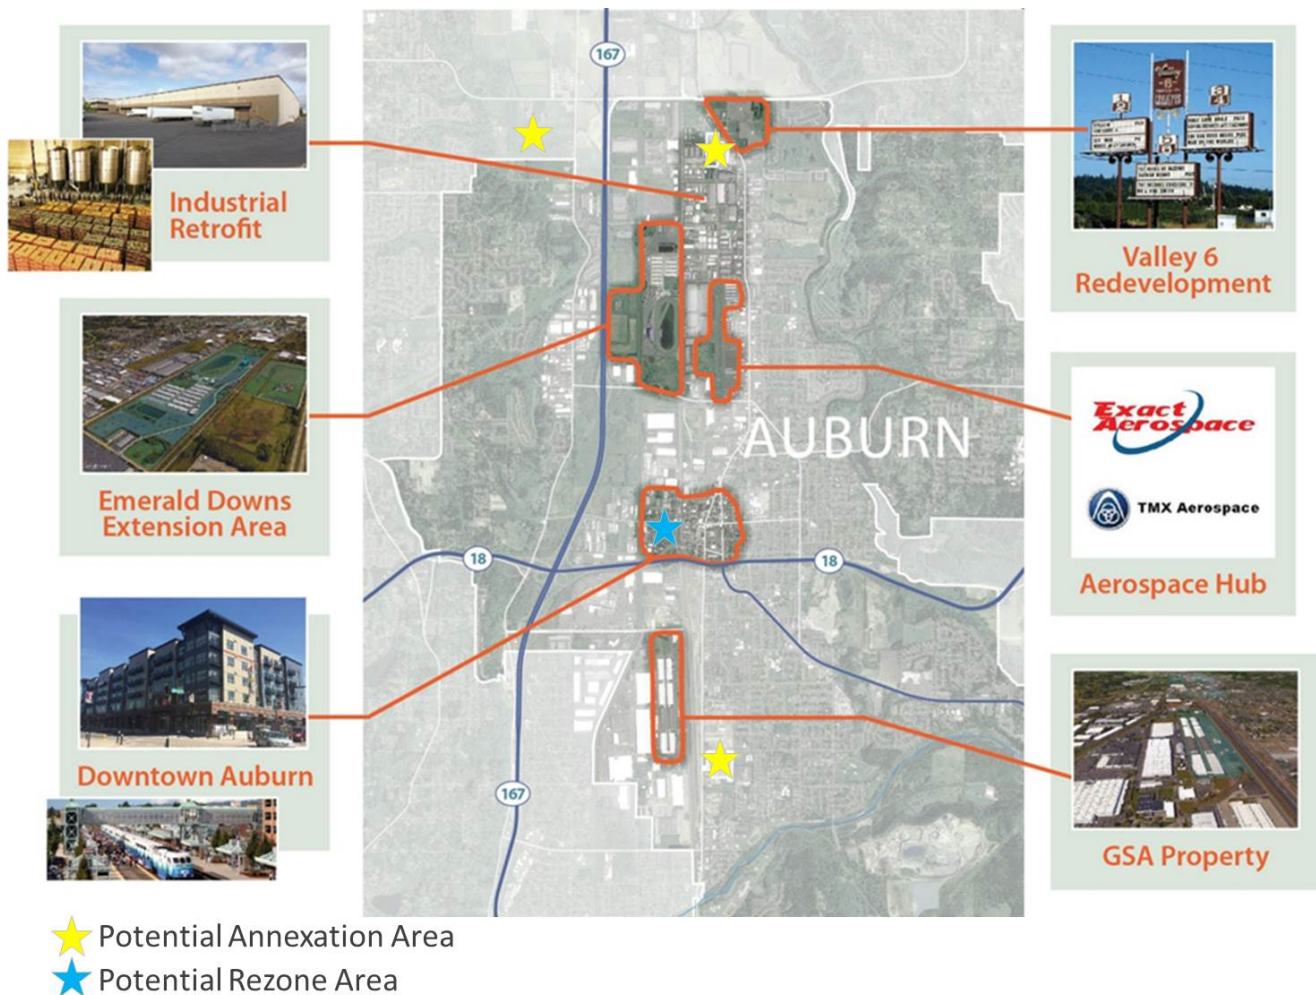 167
Industrial
Retrofit
Valley 6
Redevelopment
Emerald Downs
Extension Area
AUBURN
Exact
Aerospace
TMX Aerospace
Aerospace Hub
18
18
Downtown Auburn
167
GSA Property
Potential Annexation Area
Potential Rezone Area